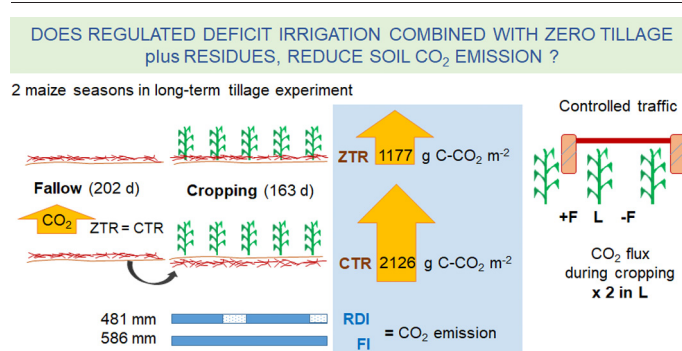 DOES REGULATED DEFICIT IRRIGATION COMBINED WITH ZERO TILLAGE
plus RESIDUES, REDUCE SOIL CO₂ EMISSION ?
2 maize seasons in long-term tillage experiment
Controlled traffic
ZTR 1177 g C-CO₂ m⁻²
Fallow (202 d) Cropping (163 d)
+F L -F
CO₂ ZTR = CTR
CTR 2126 g C-CO₂ m⁻²
CO₂ flux
during cropping
x 2 in L
481 mm RDI
586 mm FI
= CO₂ emission